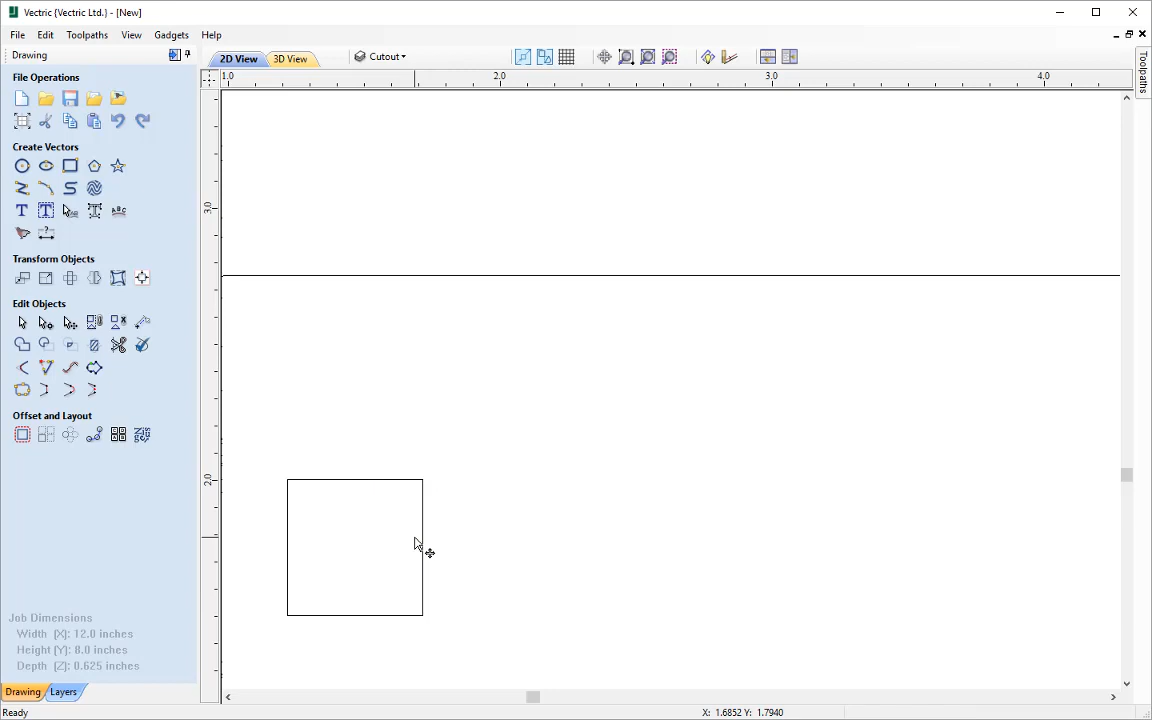 Vectric {Vectric Ltd.} - [New]
File Edit Toolpaths View Gadgets Help
Drawing
2D View 3D View Cutout
Toolpaths
File Operations
1.0 2.0 3.0 4.0
Create Vectors
3.0
Transform Objects
Edit Objects
Offset and Layout
2.0
Job Dimensions
Width (X): 12.0 inches
Height (Y): 8.0 inches
Depth (Z): 0.625 inches
Drawing Layers
Ready X: 1.6852 Y: 1.7940